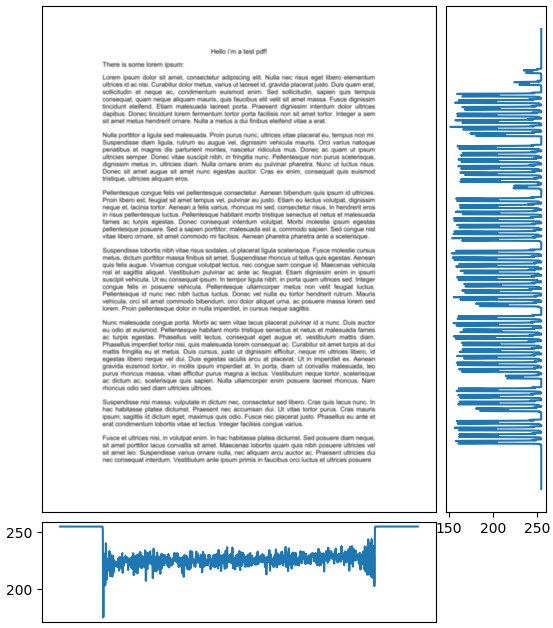 Hello i'm a test pdf!
There is some lorem ipsum:
Lorem ipsum dolor sit amet, consectetur adipiscing elit. Nulla nec risus eget libero elementum
ultrices id ac nisi. Curabitur dolor metus, varius ut laoreet id, gravida placerat justo. Duis quam erat,
sollicitudin et neque ac, condimentum euismod enim. Sed sollicitudin, sapien quis tempus
consequat, quam neque aliquam mauris, quis faucibus elit velit sit amet massa. Fusce dignissim
tincidunt eleifend. Etiam malesuada laoreet porta. Praesent dignissim interdum dolor ultrices
dapibus. Donec tincidunt lorem fermentum tortor porta facilisis non sit amet tortor. Integer a sem
sit amet metus hendrerit ornare. Nulla a metus a dui finibus eleifend vitae a erat.
Nulla porttitor a ligula sed malesuada. Proin purus nunc, ultrices vitae placerat eu, tempus non mi.
Suspendisse diam ligula, rutrum eu augue vel, dignissim vehicula mauris. Orci varius natoque
penatibus et magnis dis parturient montes, nascetur ridiculus mus. Donec ac quam ut ipsum
ultricies semper. Donec vitae suscipit nibh, in fringilla nunc. Pellentesque non purus scelerisque,
dignissim metus in, ultricies diam. Nulla ornare enim eu pulvinar pharetra. Nunc ut luctus risus.
Donec sit amet augue sit amet nunc egestas auctor. Cras ex enim, consequat quis euismod
tristique, ultricies aliquam eros.
Pellentesque congue felis vel pellentesque consectetur. Aenean bibendum quis ipsum id ultricies.
Proin libero est, feugiat sit amet tempus vel, pulvinar eu justo. Etiam eu lectus volutpat, dignissim
neque et, lacinia tortor. Aenean a felis varius, rhoncus mi sed, consectetur risus. In hendrerit eros
in risus pellentesque luctus. Pellentesque habitant morbi tristique senectus et netus et malesuada
fames ac turpis egestas. Donec consequat interdum volutpat. Morbi molestie ipsum egestas
pellentesque posuere. Sed a sapien porttitor, malesuada est a, commodo sapien. Sed congue nisl
vitae libero ornare, sit amet commodo mi facilisis. Aenean pharetra pharetra ante a scelerisque.
Suspendisse lobortis nibh vitae risus sodales, ut placerat ligula scelerisque. Fusce molestie cursus
metus, dictum porttitor massa finibus sit amet. Suspendisse rhoncus ut tellus quis egestas. Aenean
quis felis augue. Vivamus congue volutpat lectus, nec congue sem congue id. Maecenas vehicula
nisl et sagittis aliquet. Vestibulum pulvinar ac ante ac feugiat. Etiam dignissim enim in ipsum
suscipit vehicula. Ut eu consequat ipsum. In tempor ligula nibh, in porta quam ultrices sed. Integer
congue felis in posuere vehicula. Pellentesque ullamcorper metus non velit feugiat luctus.
Pellentesque id nunc nec nibh luctus luctus. Donec vel nulla eu tortor hendrerit rutrum. Mauris
vehicula, orci sit amet commodo bibendum, orci dolor aliquet urna, ac posuere massa lorem sed
lorem. Proin pellentesque dolor in nulla imperdiet, in cursus neque sagittis.
Nunc malesuada congue porta. Morbi ac sem vitae lacus placerat pulvinar id a nunc. Duis auctor
eu odio at euismod. Pellentesque habitant morbi tristique senectus et netus et malesuada fames
ac turpis egestas. Phasellus velit lectus, consequat eget augue et, vestibulum mattis diam.
Phasellus imperdiet tortor nisi, quis malesuada lorem consequat ac. Curabitur sit amet turpis at dui
mattis fringilla eu et metus. Duis cursus, justo ut dignissim efficitur, neque mi ultrices libero, id
egestas libero neque vel dui. Duis egestas iaculis arcu placerat ut. Ut in imperdiet ex. Aenean
gravida euismod tortor, in mollis ipsum imperdiet at. In porta, diam ut convallis malesuada, leo
purus rhoncus massa, vitae efficitur purus magna a lectus. Vestibulum neque tortor, scelerisque
ac dictum ac, scelerisque quis sapien. Nulla ullamcorper enim posuere laoreet rhoncus. Nam
rhoncus odio sed diam ultricies ultrices.
Suspendisse nisi massa, vulputate in dictum nec, consectetur sed libero. Cras quis lacus nunc. In
hac habitasse platea dictumst. Praesent nec accumsan dui. Ut vitae tortor purus. Cras mauris
ipsum, sagittis id dictum eget, maximus quis odio. Fusce nec placerat justo. Phasellus eu ante et
erat condimentum lobortis vitae et lectus. Integer facilisis congue varius.
Fusce et ultrices nisi, in volutpat enim. In hac habitasse platea dictumst. Sed posuere diam neque,
sit amet porttitor lacus convallis sit amet. Maecenas lobortis quam quis nibh posuere ultricies vel
sit amet leo. Suspendisse varius ornare nulla, nec aliquam arcu auctor ac. Praesent ultricies dui
nec consequat interdum. Vestibulum ante ipsum primis in faucibus orci luctus et ultrices posuere
150 200 250
250
200